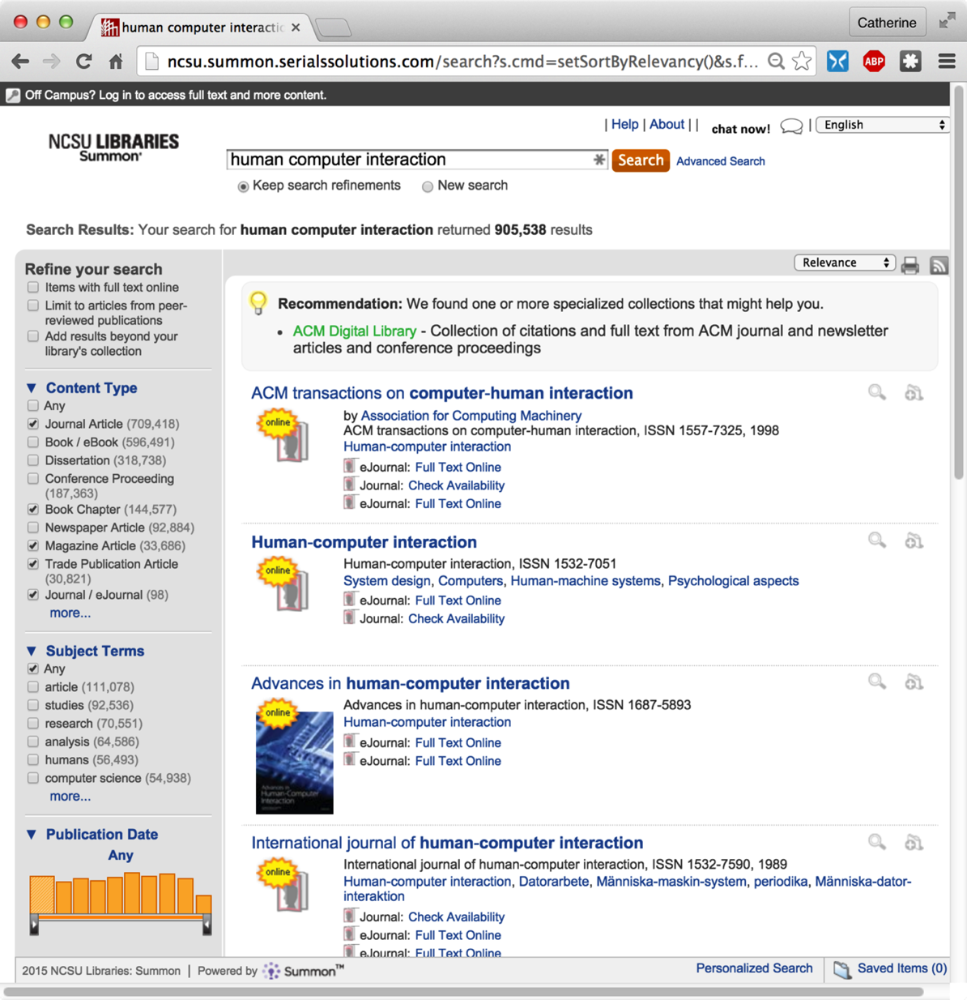 human computer interactic
Catherine
ncsu.summon.serialssolutions.com/search?s.cmd=setSortByRelevancy()&s.f...
ABP
Off Campus? Log in to access full text and more content.
| Help | About | | chat now! | English
NCSU LIBRARIES
Summon
human computer interaction
Search
Advanced Search
Keep search refinements
New search
Search Results: Your search for human computer interaction returned 905,538 results
Refine your search
Items with full text online
Limit to articles from peer-
reviewed publications
Add results beyond your
library's collection
Content Type
Any
Journal Article (709,418)
Book / eBook (596,491)
Dissertation (318,738)
Conference Proceeding
(187,363)
Book Chapter (144,577)
Newspaper Article (92,884)
Magazine Article (33,686)
Trade Publication Article
(30,821)
Journal / eJournal (98)
more...
Subject Terms
Any
article (111,078)
studies (92,536)
research (70,551)
analysis (64,586)
humans (56,493)
computer science (54,938)
more...
Publication Date
Any
Relevance
Recommendation: We found one or more specialized collections that might help you.
• ACM Digital Library - Collection of citations and full text from ACM journal and newsletter
articles and conference proceedings
ACM transactions on computer-human interaction
online
by Association for Computing Machinery
ACM transactions on computer-human interaction, ISSN 1557-7325, 1998
Human-computer interaction
eJournal: Full Text Online
Journal: Check Availability
eJournal: Full Text Online
Human-computer interaction
online
Human-computer interaction, ISSN 1532-7051
System design, Computers, Human-machine systems, Psychological aspects
eJournal: Full Text Online
Journal: Check Availability
Advances in human-computer interaction
online
Advances in
Human-Computer
Interaction
Advances in human-computer interaction, ISSN 1687-5893
Human-computer interaction
eJournal: Full Text Online
eJournal: Full Text Online
International journal of human-computer interaction
online
International journal of human-computer interaction, ISSN 1532-7590, 1989
Human-computer interaction, Datorarbete, Människa-maskin-system, periodika, Människa-dator-
interaktion
Journal: Check Availability
eJournal: Full Text Online
eJournal: Full Text Online
2015 NCSU Libraries: Summon | Powered by Summon™
Personalized Search
Saved Items (0)